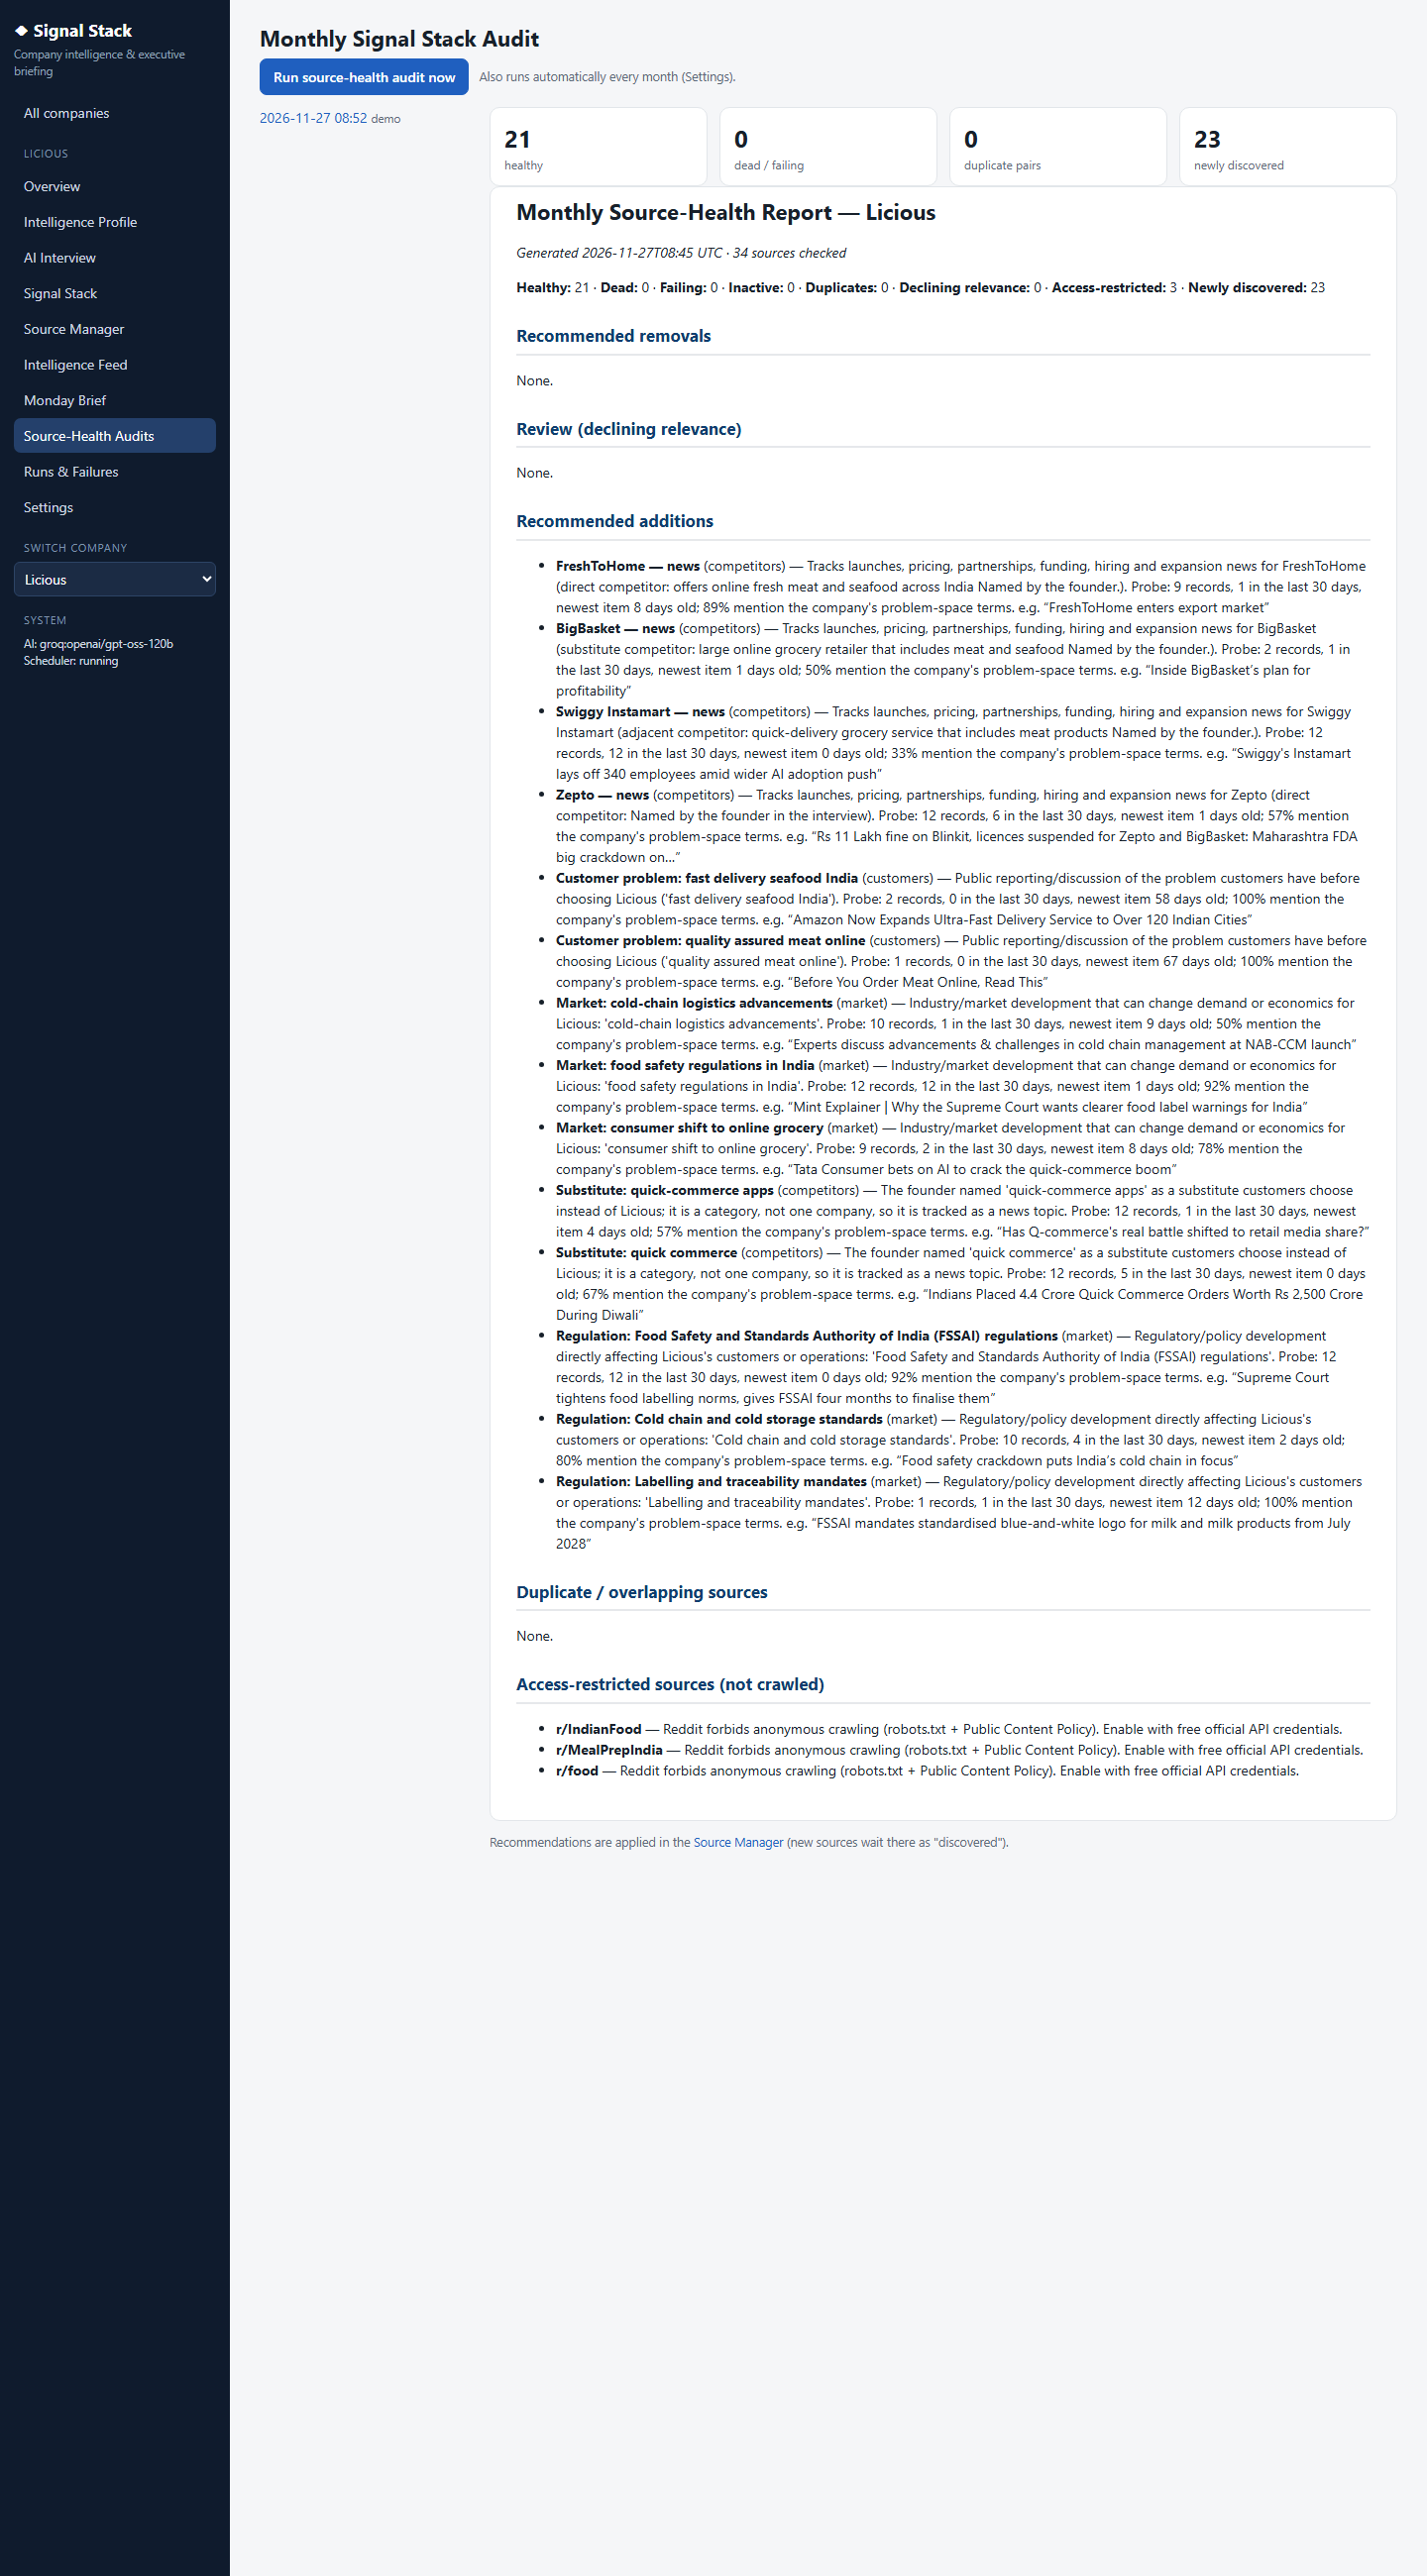 Signal Stack
Company intelligence & executive
briefing
All companies
LICIOUS
Overview
Intelligence Profile
AI Interview
Signal Stack
Source Manager
Intelligence Feed
Monday Brief
Source-Health Audits
Runs & Failures
Settings
SWITCH COMPANY
Licious
SYSTEM
AI: groq:openai/gpt-oss-120b
Scheduler: running
Monthly Signal Stack Audit
Run source-health audit now
Also runs automatically every month (Settings).
2026-11-27 08:52 demo
21
healthy
0
dead / failing
0
duplicate pairs
23
newly discovered
Monthly Source-Health Report — Licious
Generated 2026-11-27T08:45 UTC · 34 sources checked
Healthy: 21 · Dead: 0 · Failing: 0 · Inactive: 0 · Duplicates: 0 · Declining relevance: 0 · Access-restricted: 3 · Newly discovered: 23
Recommended removals
None.
Review (declining relevance)
None.
Recommended additions
• FreshToHome — news (competitors) — Tracks launches, pricing, partnerships, funding, hiring and expansion news for FreshToHome
(direct competitor: offers online fresh meat and seafood across India Named by the founder.). Probe: 9 records, 1 in the last 30 days,
newest item 8 days old; 89% mention the company's problem-space terms. e.g. “FreshToHome enters export market”
• BigBasket — news (competitors) — Tracks launches, pricing, partnerships, funding, hiring and expansion news for BigBasket
(substitute competitor: large online grocery retailer that includes meat and seafood Named by the founder.). Probe: 2 records, 1 in
the last 30 days, newest item 1 days old; 50% mention the company's problem-space terms. e.g. “Inside BigBasket’s plan for
profitability”
• Swiggy Instamart — news (competitors) — Tracks launches, pricing, partnerships, funding, hiring and expansion news for Swiggy
Instamart (adjacent competitor: quick-delivery grocery service that includes meat products Named by the founder.). Probe: 12
records, 12 in the last 30 days, newest item 0 days old; 33% mention the company's problem-space terms. e.g. “Swiggy's Instamart
lays off 340 employees amid wider AI adoption push”
• Zepto — news (competitors) — Tracks launches, pricing, partnerships, funding, hiring and expansion news for Zepto (direct
competitor: Named by the founder in the interview). Probe: 12 records, 6 in the last 30 days, newest item 1 days old; 57% mention
the company's problem-space terms. e.g. “Rs 11 Lakh fine on Blinkit, licences suspended for Zepto and BigBasket: Maharashtra FDA
big crackdown on…”
• Customer problem: fast delivery seafood India (customers) — Public reporting/discussion of the problem customers have before
choosing Licious ('fast delivery seafood India'). Probe: 2 records, 0 in the last 30 days, newest item 58 days old; 100% mention the
company's problem-space terms. e.g. “Amazon Now Expands Ultra-Fast Delivery Service to Over 120 Indian Cities”
• Customer problem: quality assured meat online (customers) — Public reporting/discussion of the problem customers have before
choosing Licious ('quality assured meat online'). Probe: 1 records, 0 in the last 30 days, newest item 67 days old; 100% mention the
company's problem-space terms. e.g. “Before You Order Meat Online, Read This”
• Market: cold-chain logistics advancements (market) — Industry/market development that can change demand or economics for
Licious: 'cold-chain logistics advancements'. Probe: 10 records, 1 in the last 30 days, newest item 9 days old; 50% mention the
company's problem-space terms. e.g. “Experts discuss advancements & challenges in cold chain management at NAB-CCM launch”
• Market: food safety regulations in India (market) — Industry/market development that can change demand or economics for
Licious: 'food safety regulations in India'. Probe: 12 records, 12 in the last 30 days, newest item 1 days old; 92% mention the
company's problem-space terms. e.g. “Mint Explainer | Why the Supreme Court wants clearer food label warnings for India”
• Market: consumer shift to online grocery (market) — Industry/market development that can change demand or economics for
Licious: 'consumer shift to online grocery'. Probe: 9 records, 2 in the last 30 days, newest item 8 days old; 78% mention the
company's problem-space terms. e.g. “Tata Consumer bets on AI to crack the quick-commerce boom”
• Substitute: quick-commerce apps (competitors) — The founder named 'quick-commerce apps' as a substitute customers choose
instead of Licious; it is a category, not one company, so it is tracked as a news topic. Probe: 12 records, 1 in the last 30 days, newest
item 4 days old; 57% mention the company's problem-space terms. e.g. “Has Q-commerce's real battle shifted to retail media share?”
• Substitute: quick commerce (competitors) — The founder named 'quick commerce' as a substitute customers choose instead of
Licious; it is a category, not one company, so it is tracked as a news topic. Probe: 12 records, 5 in the last 30 days, newest item 0 days
old; 67% mention the company's problem-space terms. e.g. “Indians Placed 4.4 Crore Quick Commerce Orders Worth Rs 2,500 Crore
During Diwali”
• Regulation: Food Safety and Standards Authority of India (FSSAI) regulations (market) — Regulatory/policy development
directly affecting Licious's customers or operations: 'Food Safety and Standards Authority of India (FSSAI) regulations'. Probe: 12
records, 12 in the last 30 days, newest item 0 days old; 92% mention the company's problem-space terms. e.g. “Supreme Court
tightens food labelling norms, gives FSSAI four months to finalise them”
• Regulation: Cold chain and cold storage standards (market) — Regulatory/policy development directly affecting Licious's
customers or operations: 'Cold chain and cold storage standards'. Probe: 10 records, 4 in the last 30 days, newest item 2 days old;
80% mention the company's problem-space terms. e.g. “Food safety crackdown puts India’s cold chain in focus”
• Regulation: Labelling and traceability mandates (market) — Regulatory/policy development directly affecting Licious's customers
or operations: 'Labelling and traceability mandates'. Probe: 1 records, 1 in the last 30 days, newest item 12 days old; 100% mention
the company's problem-space terms. e.g. “FSSAI mandates standardised blue-and-white logo for milk and milk products from July
2028”
Duplicate / overlapping sources
None.
Access-restricted sources (not crawled)
• r/IndianFood — Reddit forbids anonymous crawling (robots.txt + Public Content Policy). Enable with free official API credentials.
• r/MealPrepIndia — Reddit forbids anonymous crawling (robots.txt + Public Content Policy). Enable with free official API credentials.
• r/food — Reddit forbids anonymous crawling (robots.txt + Public Content Policy). Enable with free official API credentials.
Recommendations are applied in the Source Manager (new sources wait there as "discovered").